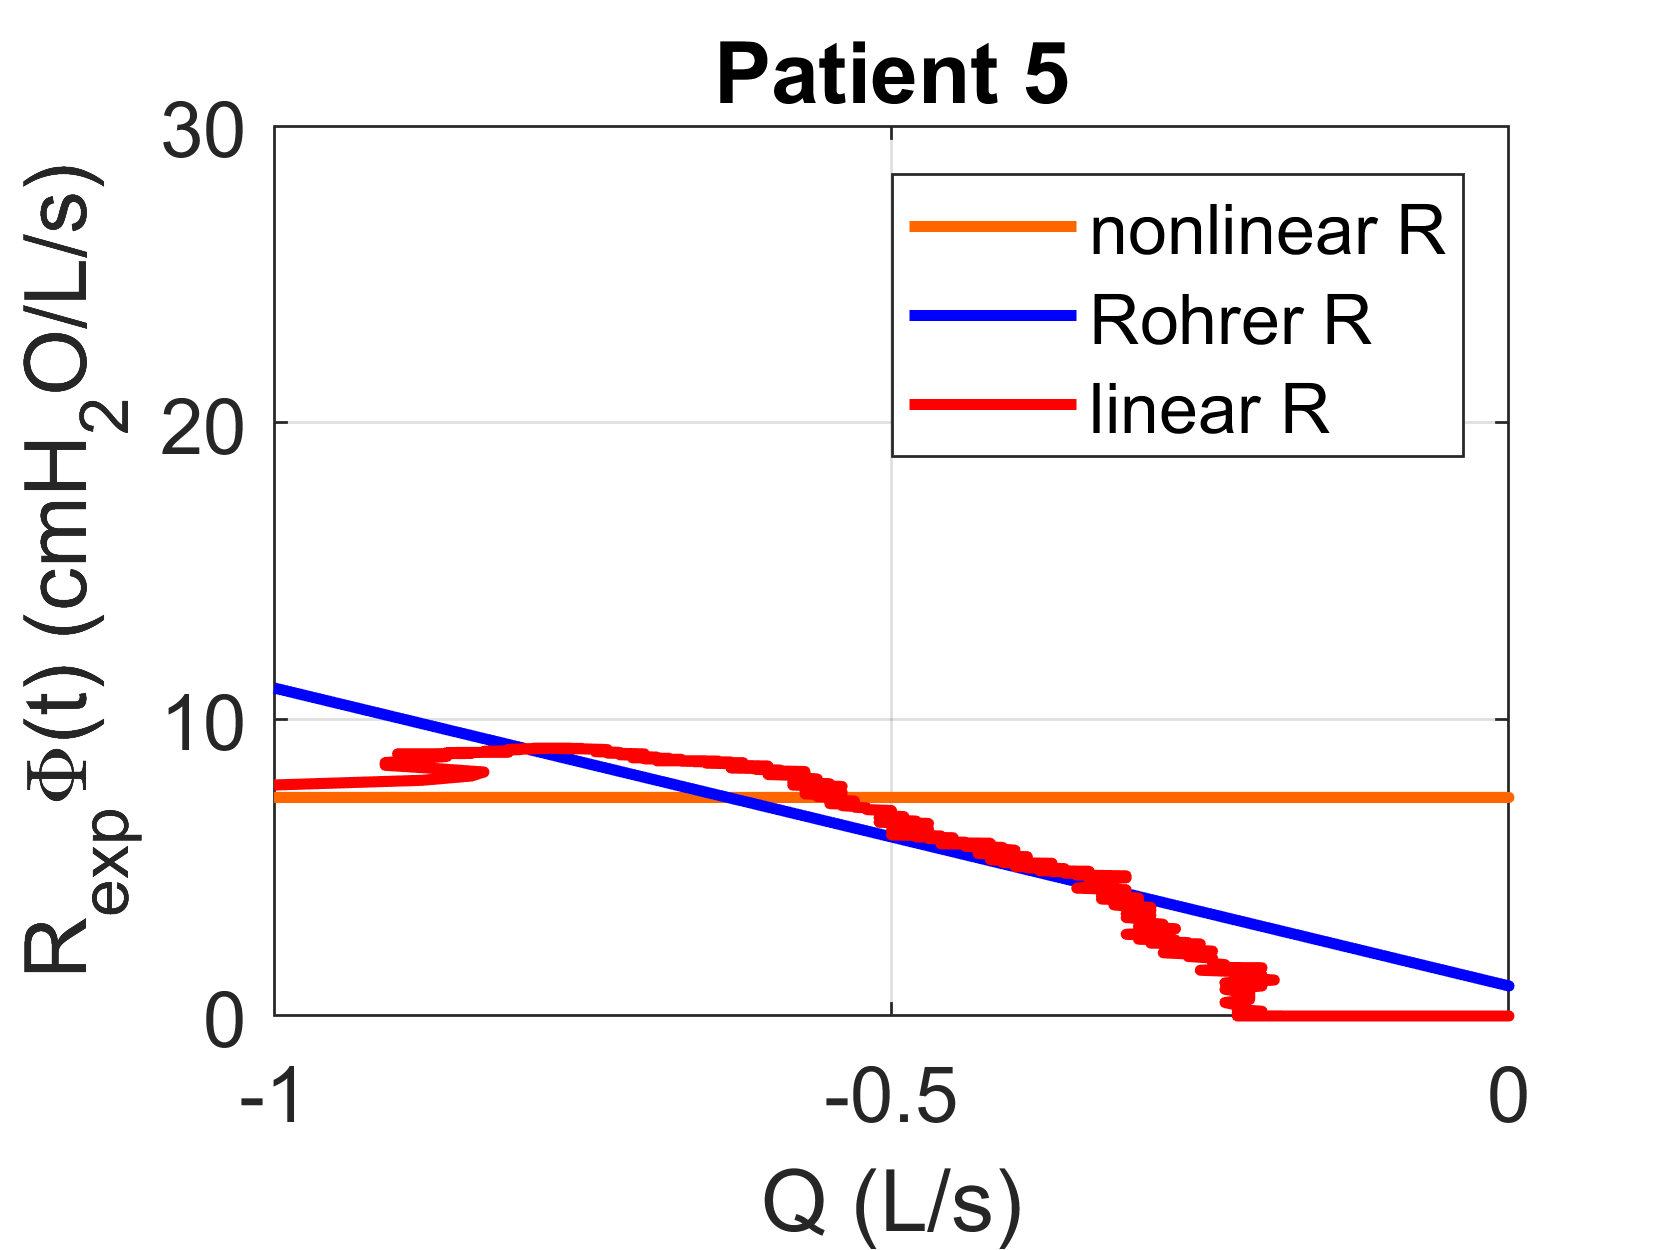 Patient 5
30
20
10
0
-1
-0.5
0
R_expΦ(t) (cmH_2O/L/s)
Q (L/s)
nonlinear R
Rohrer R
linear R